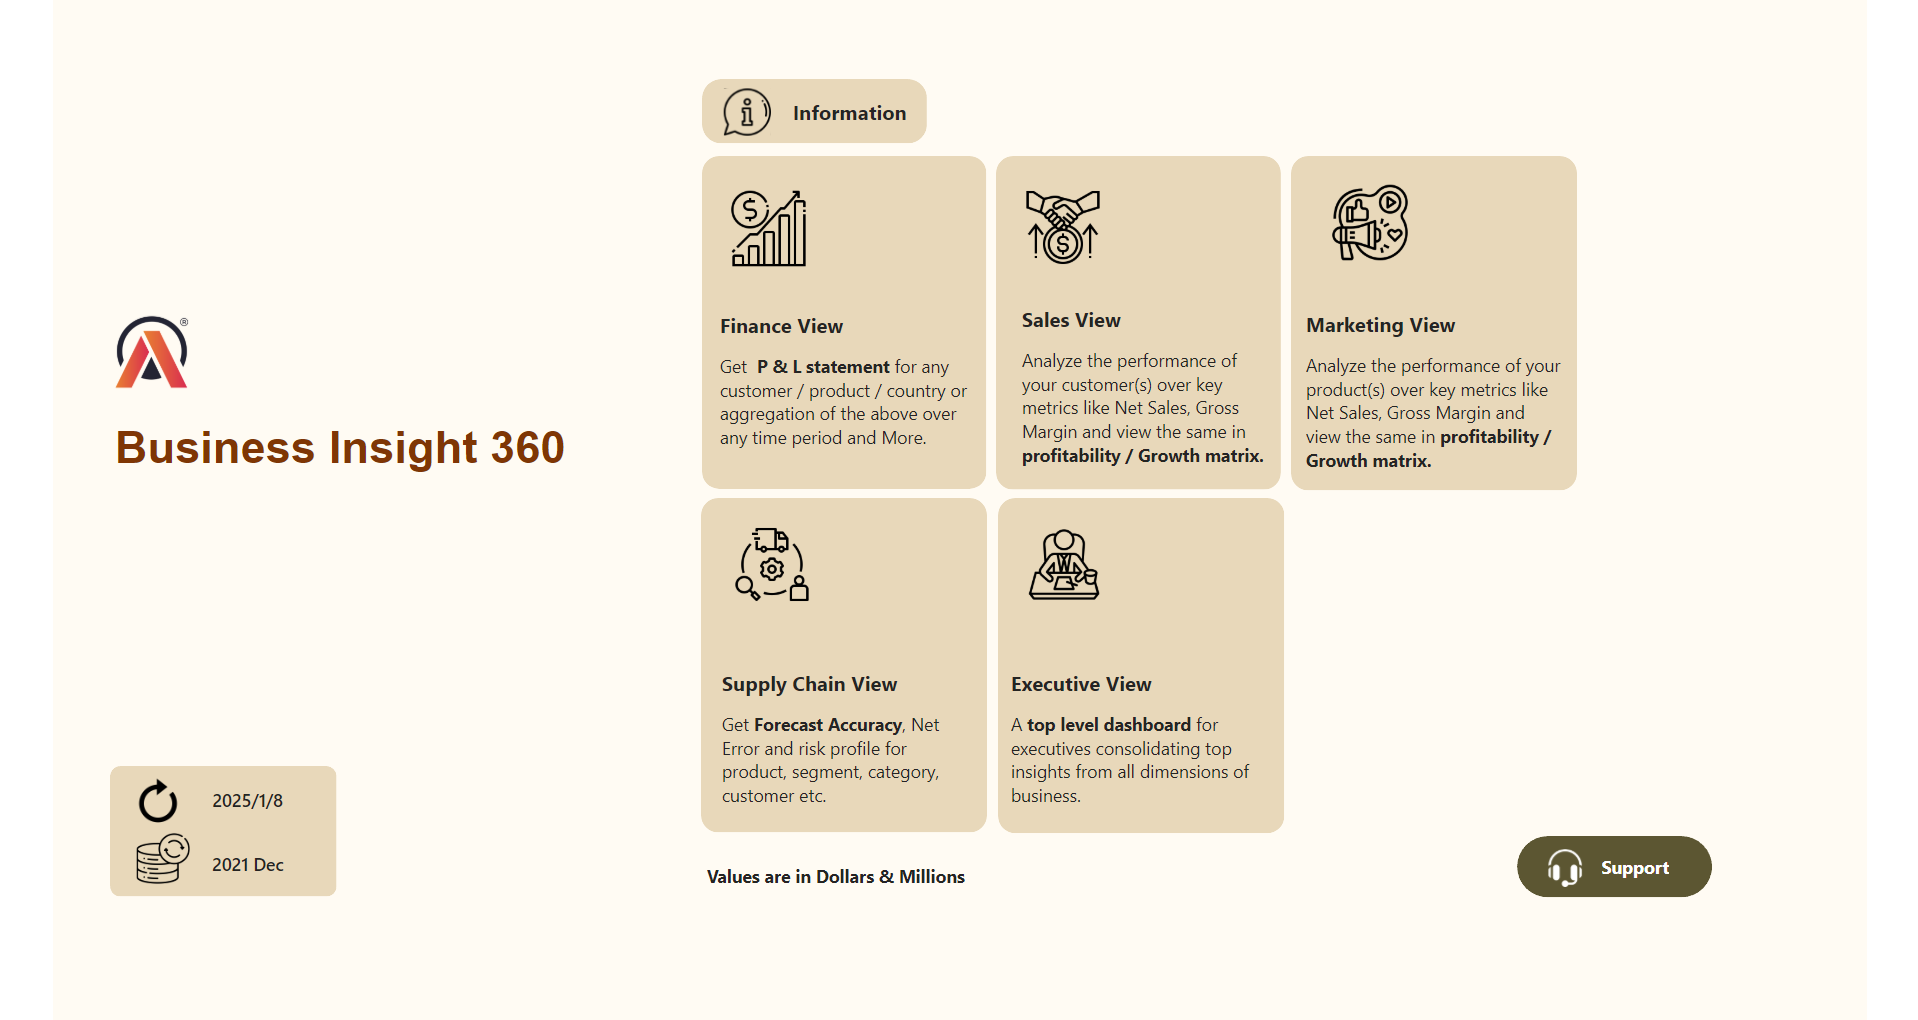 Information
®
Business Insight 360
Finance View
Get  P & L statement for any
customer / product / country or
aggregation of the above over
any time period and More.
Sales View
Analyze the performance of
your customer(s) over key
metrics like Net Sales, Gross
Margin and view the same in
profitability / Growth matrix.
Marketing View
Analyze the performance of your
product(s) over key metrics like
Net Sales, Gross Margin and
view the same in profitability /
Growth matrix.
Supply Chain View
Get Forecast Accuracy, Net
Error and risk profile for
product, segment, category,
customer etc.
Executive View
A top level dashboard for
executives consolidating top
insights from all dimensions of
business.
2025/1/8
2021 Dec
Values are in Dollars & Millions
Support